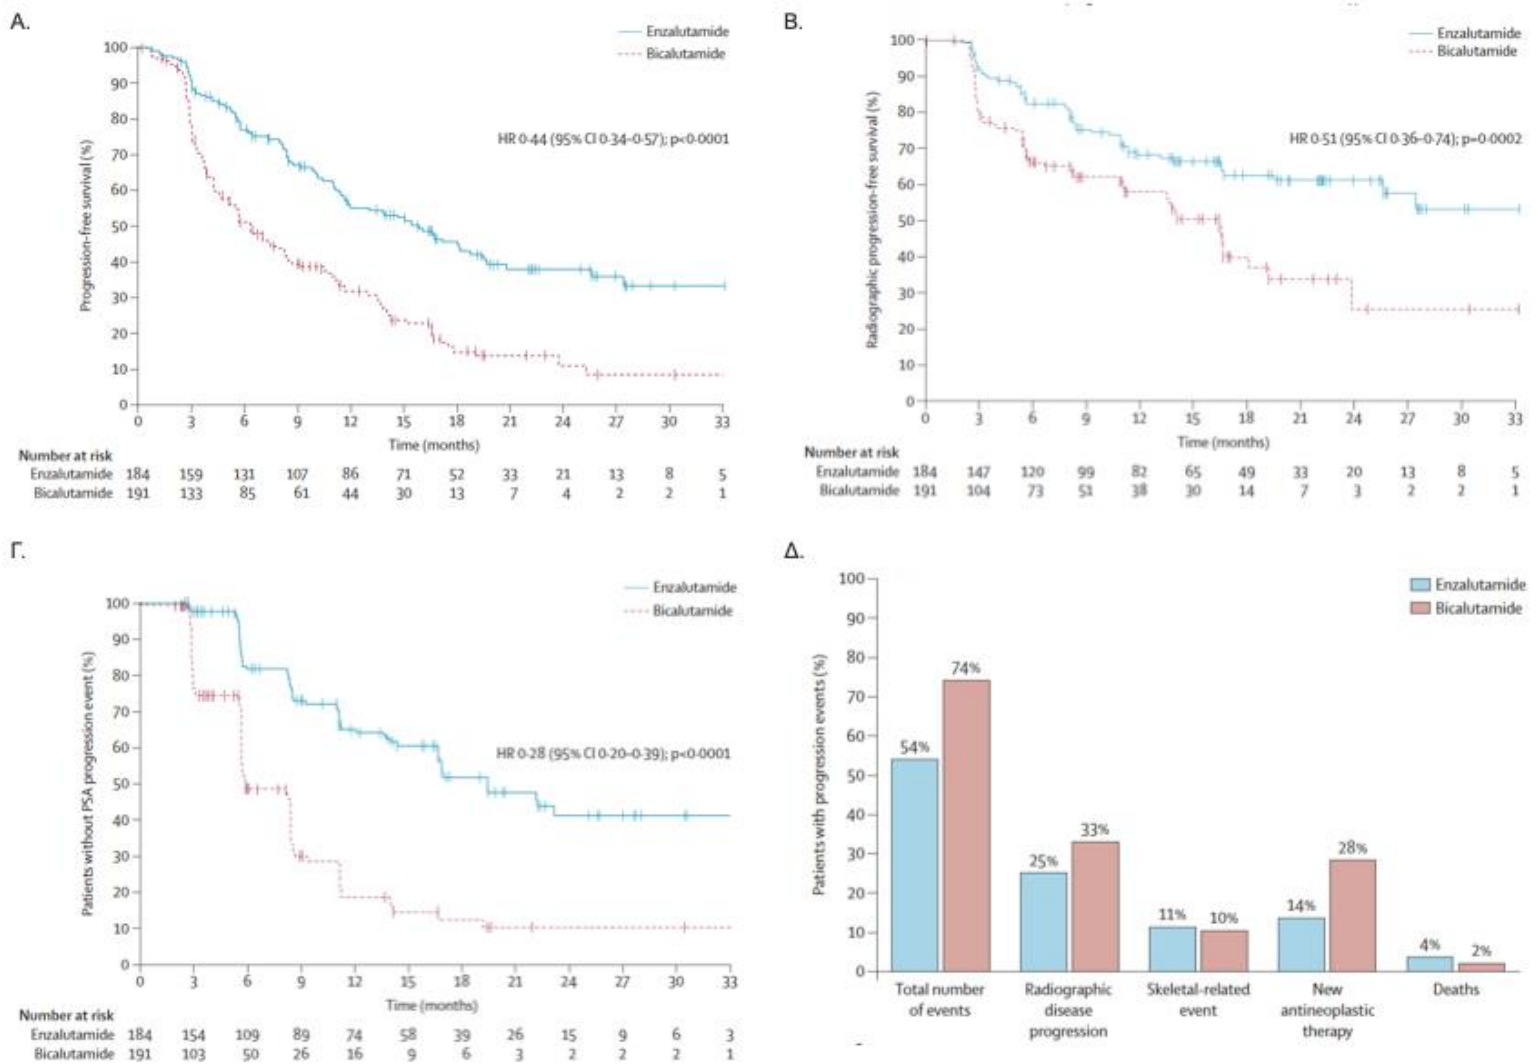 A.
Enzalutamide
Bicalutamide
HR 0·44 (95% CI 0·34–0·57); p<0·0001
Progression-free survival (%)
100
90
80
70
60
50
40
30
20
10
0
0 3 6 9 12 15 18 21 24 27 30 33
Time (months)
Number at risk
Enzalutamide 184 159 131 107 86 71 52 33 21 13 8 5
Bicalutamide 191 133 85 61 44 30 13 7 4 2 2 1
B.
Enzalutamide
Bicalutamide
HR 0·51 (95% CI 0·36–0·74); p=0·0002
Radiographic progression-free survival (%)
100
90
80
70
60
50
40
30
20
10
0
0 3 6 9 12 15 18 21 24 27 30 33
Time (months)
Number at risk
Enzalutamide 184 147 120 99 82 65 49 33 20 13 8 5
Bicalutamide 191 104 73 51 38 30 14 7 3 2 2 1
Γ.
Enzalutamide
Bicalutamide
HR 0·28 (95% CI 0·20–0·39); p<0·0001
Patients without PSA progression event (%)
100
90
80
70
60
50
40
30
20
10
0
0 3 6 9 12 15 18 21 24 27 30 33
Time (months)
Number at risk
Enzalutamide 184 154 109 89 74 58 39 26 15 9 6 3
Bicalutamide 191 103 50 26 16 9 6 3 2 2 2 1
Δ.
Enzalutamide
Bicalutamide
Patients with progression events (%)
100
90
80
70
60
50
40
30
20
10
0
54% 74%
25% 33%
11% 10%
14% 28%
4% 2%
Total number
of events
Radiographic
disease
progression
Skeletal-related
event
New
antineoplastic
therapy
Deaths